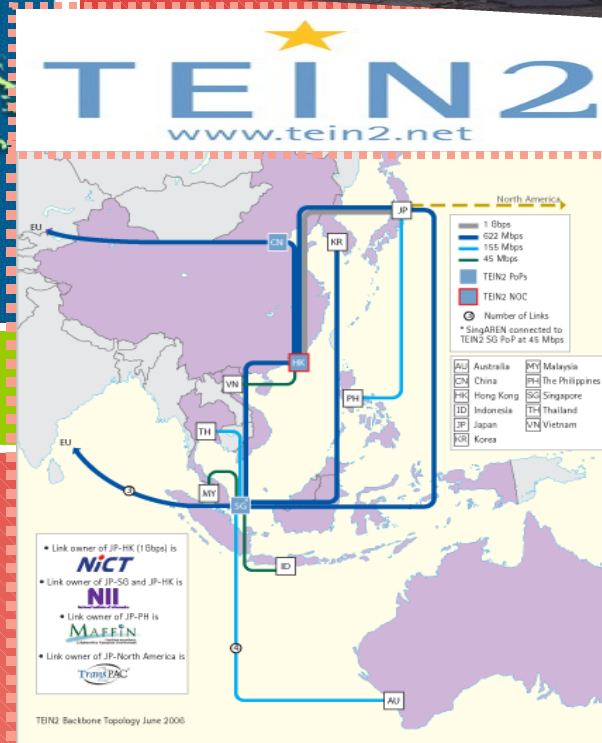 TEIN2
www.tein2.net
North America
EU
JP
CN
KR
1 Gbps
622 Mbps
155 Mbps
45 Mbps
TEIN2 PoPs
TEIN2 NOC
3 Number of Links
* SingAREN connected to
TEIN2 SG PoP at 45 Mbps
HK
VN
PH
AU Australia
CN China
HK Hong Kong
ID Indonesia
JP Japan
KR Korea
MY Malaysia
PH The Philippines
SG Singapore
TH Thailand
VN Vietnam
TH
EU
3
MY
SG
ID
• Link owner of JP-HK (1Gbps) is
NiCT
• Link owner of JP-SG and JP-HK is
NII
• Link owner of JP-PH is
MAFFIN
• Link owner of JP-North America is
TransPAC
4
AU
TEIN2 Backbone Topology June 2006